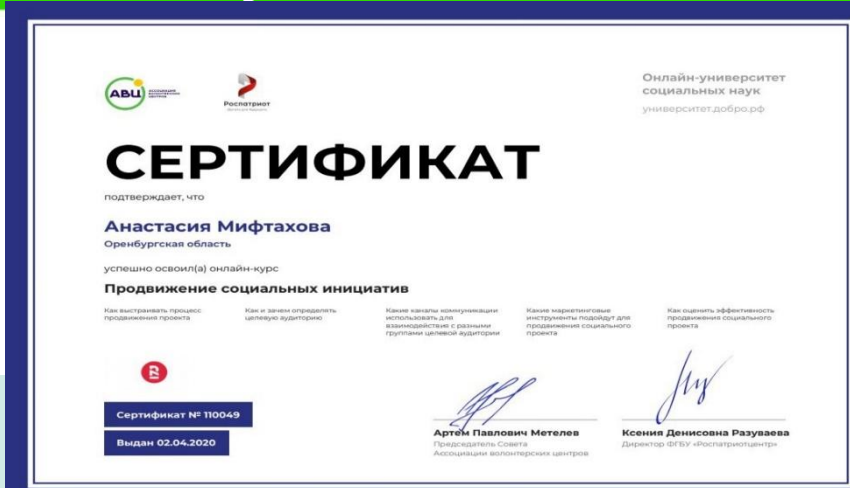 АВЦ
АССОЦИАЦИЯ
ВОЛОНТЕРСКИХ
ЦЕНТРОВ
Роспатриот
Онлайн-университет
социальных наук
университет.добро.рф
СЕРТИФИКАТ
подтверждает, что
Анастасия Мифтахова
Оренбургская область
успешно освоил(а) онлайн-курс
Продвижение социальных инициатив
Как выстраивать процесс
продвижения проекта
Как и зачем определять
целевую аудиторию
Какие каналы коммуникации
использовать для
взаимодействия с разными
группами целевой аудитории
Какие маркетинговые
инструменты подойдут для
продвижения социального
проекта
Как оценить эффективность
продвижения социального
проекта
Сертификат № 110049
Выдан 02.04.2020
Артем Павлович Метелев
Председатель Совета
Ассоциации волонтерских центров
Ксения Денисовна Разуваева
Директор ФГБУ «Роспатриотцентр»